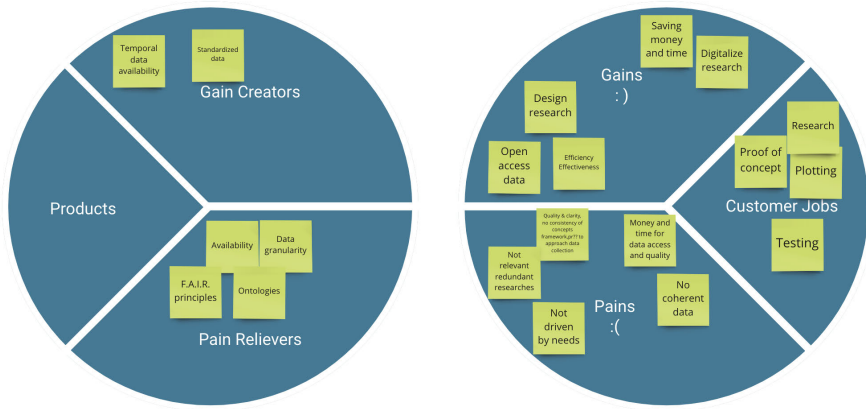 Temporal
data
availability
Standardized
data
Gain Creators
Products
Availability
Data
granularity
F.A.I.R.
principles
Ontologies
Pain Relievers
Saving
money
and time
Digitalize
research
Gains
: )
Design
research
Open
access
data
Efficiency
Effectiveness
Research
Proof of
concept
Plotting
Customer Jobs
Testing
Quality & clarity,
no consistency of
concepts
framework,pr?? to
approach data
collection
Money and
time for
data access
and quality
Not
relevant
redundant
researches
No
coherent
data
Pains
:(
Not
driven
by needs